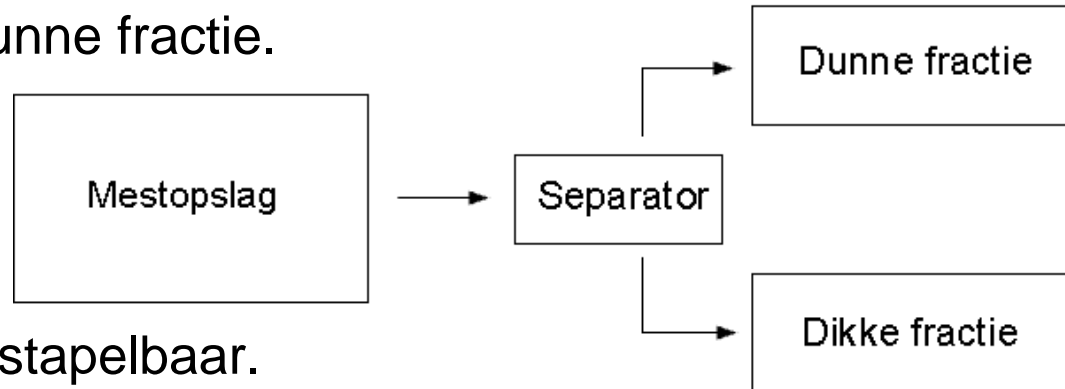 unne fractie.
Dunne fractie
Mestopslag
Separator
Dikke fractie
stapelbaar.